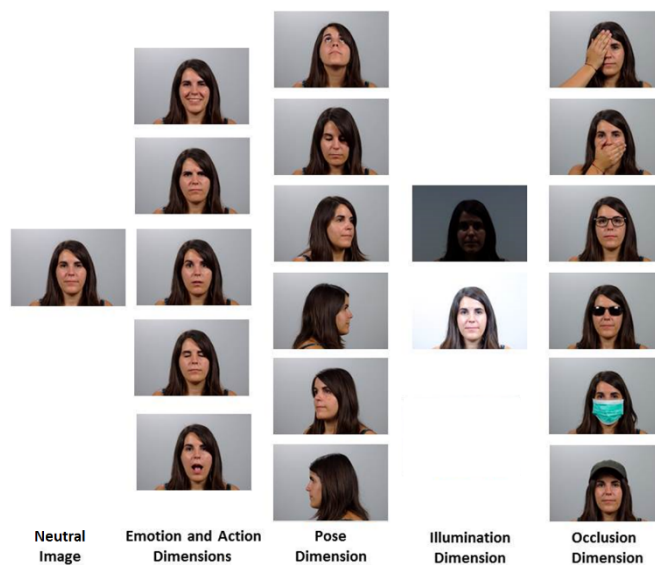 Neutral
Image
Emotion and Action
Dimensions
Pose
Dimension
Illumination
Dimension
Occlusion
Dimension